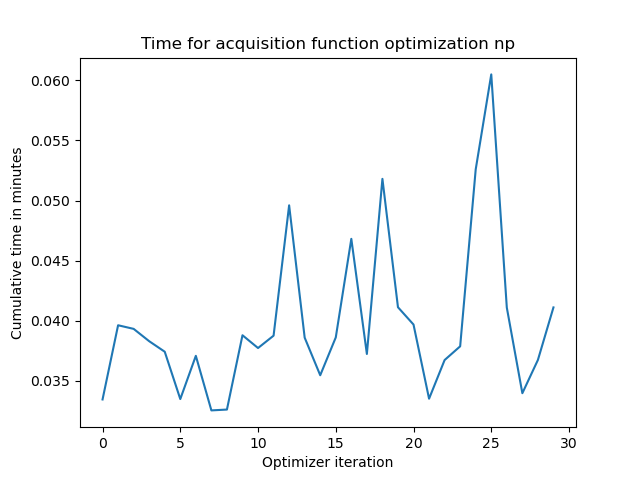 Time for acquisition function optimization np
Cumulative time in minutes
0.060
0.055
0.050
0.045
0.040
0.035
0 5 10 15 20 25 30
Optimizer iteration